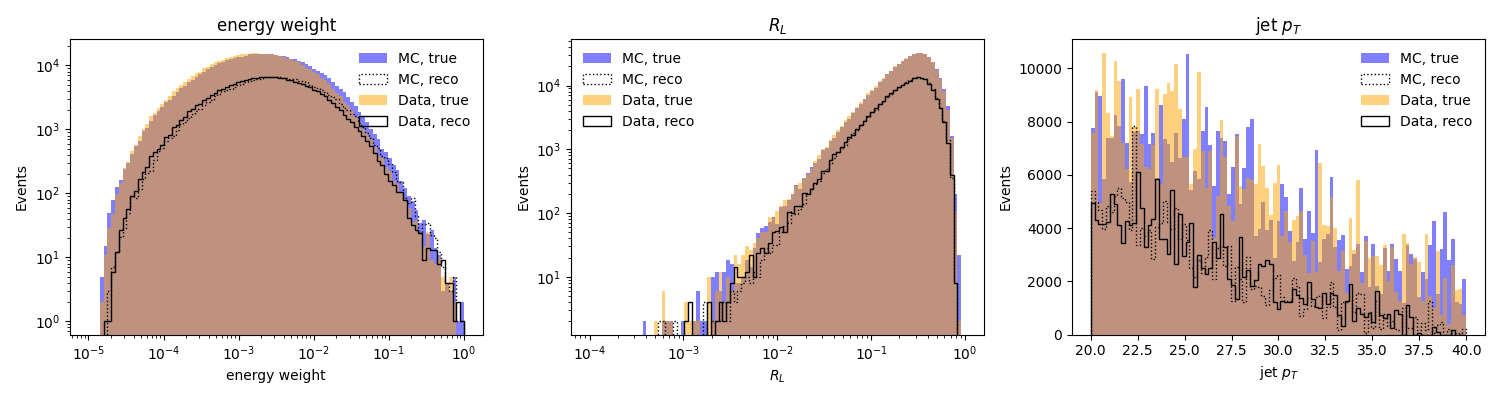 energy weight
MC, true
MC, reco
Data, true
Data, reco
Events
10^4
10^3
10^2
10^1
10^0
10^−5 10^−4 10^−3 10^−2 10^−1 10^0
energy weight
R_L
MC, true
MC, reco
Data, true
Data, reco
Events
10^4
10^3
10^2
10^1
10^−4 10^−3 10^−2 10^−1 10^0
R_L
jet p_T
MC, true
MC, reco
Data, true
Data, reco
Events
10000
8000
6000
4000
2000
0
20.0 22.5 25.0 27.5 30.0 32.5 35.0 37.5 40.0
jet p_T